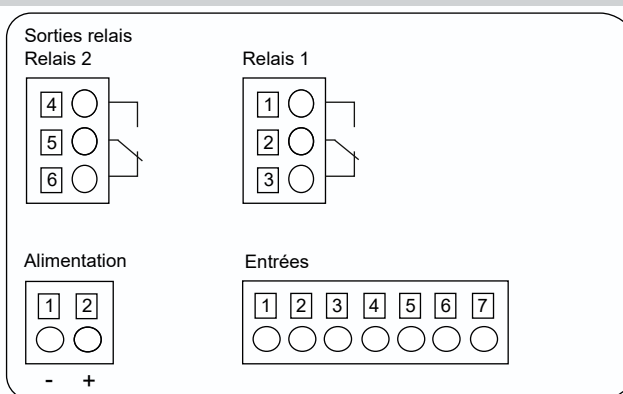 Sorties relais
Relais 2
Relais 1
4
5
6
1
2
3
Alimentation
Entrées
1 2
1 2 3 4 5 6 7
- +